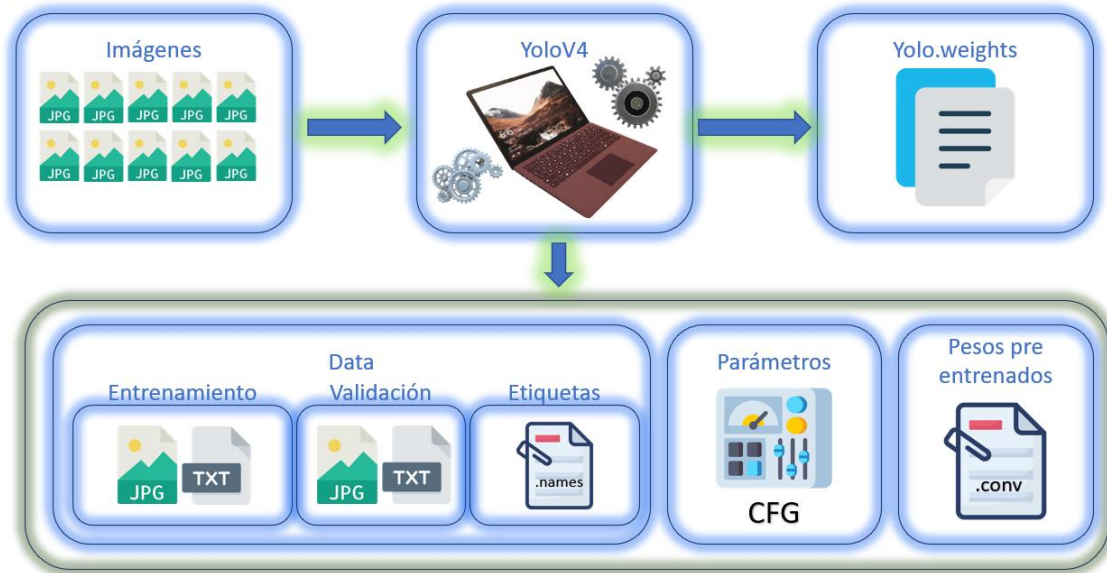 Imágenes
JPG JPG JPG JPG JPG
JPG JPG JPG JPG JPG
YoloV4
Yolo.weights
Data
Entrenamiento
JPG TXT
Validación
JPG TXT
Etiquetas
.names
Parámetros
CFG
Pesos pre
entrenados
.conv